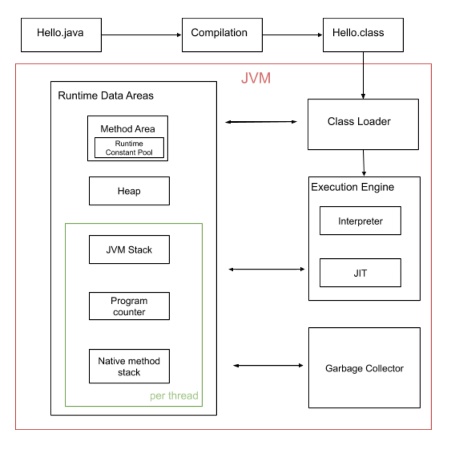 Hello.java
Compilation
Hello.class
JVM
Runtime Data Areas
Method Area
Runtime
Constant Pool
Heap
JVM Stack
Program
counter
Native method
stack
per thread
Class Loader
Execution Engine
Interpreter
JIT
Garbage Collector